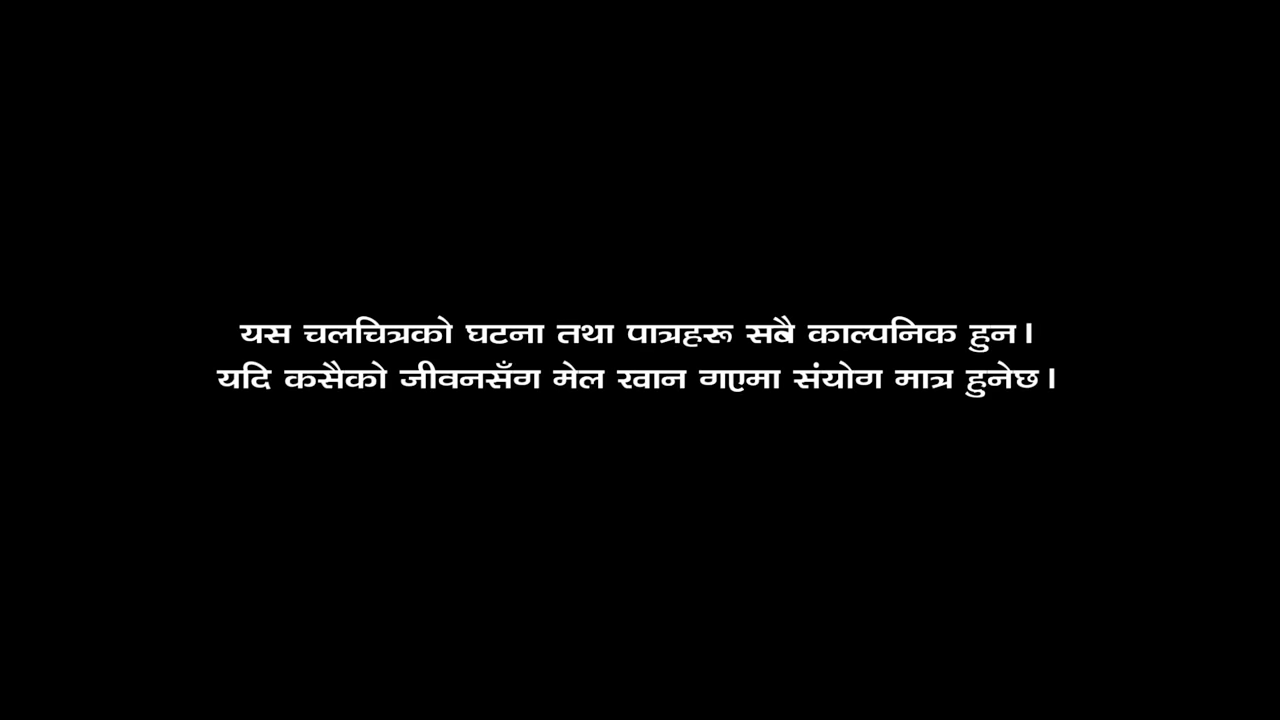 यस चलचित्रको घटना तथा पात्रहरू सबै काल्पनिक हुन।
यदि कसैको जीवनसँग मेल खान गएमा संयोग मात्र हुनेछ।